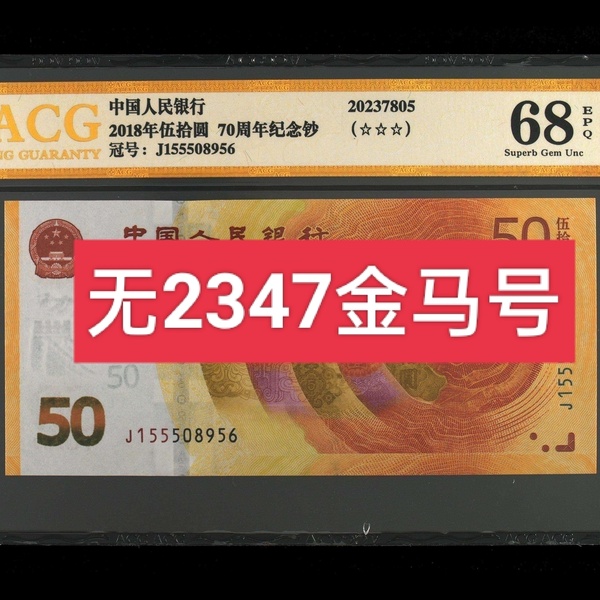 ACG
NG GUARANTY
中国人民银行
2018年伍拾圆 70周年纪念钞
冠号：J155508956
20237805
(☆☆☆)
68
EPQ
Superb Gem Unc
中国人民银行
50
伍拾
无2347金马号
50
50
J155508956
J155